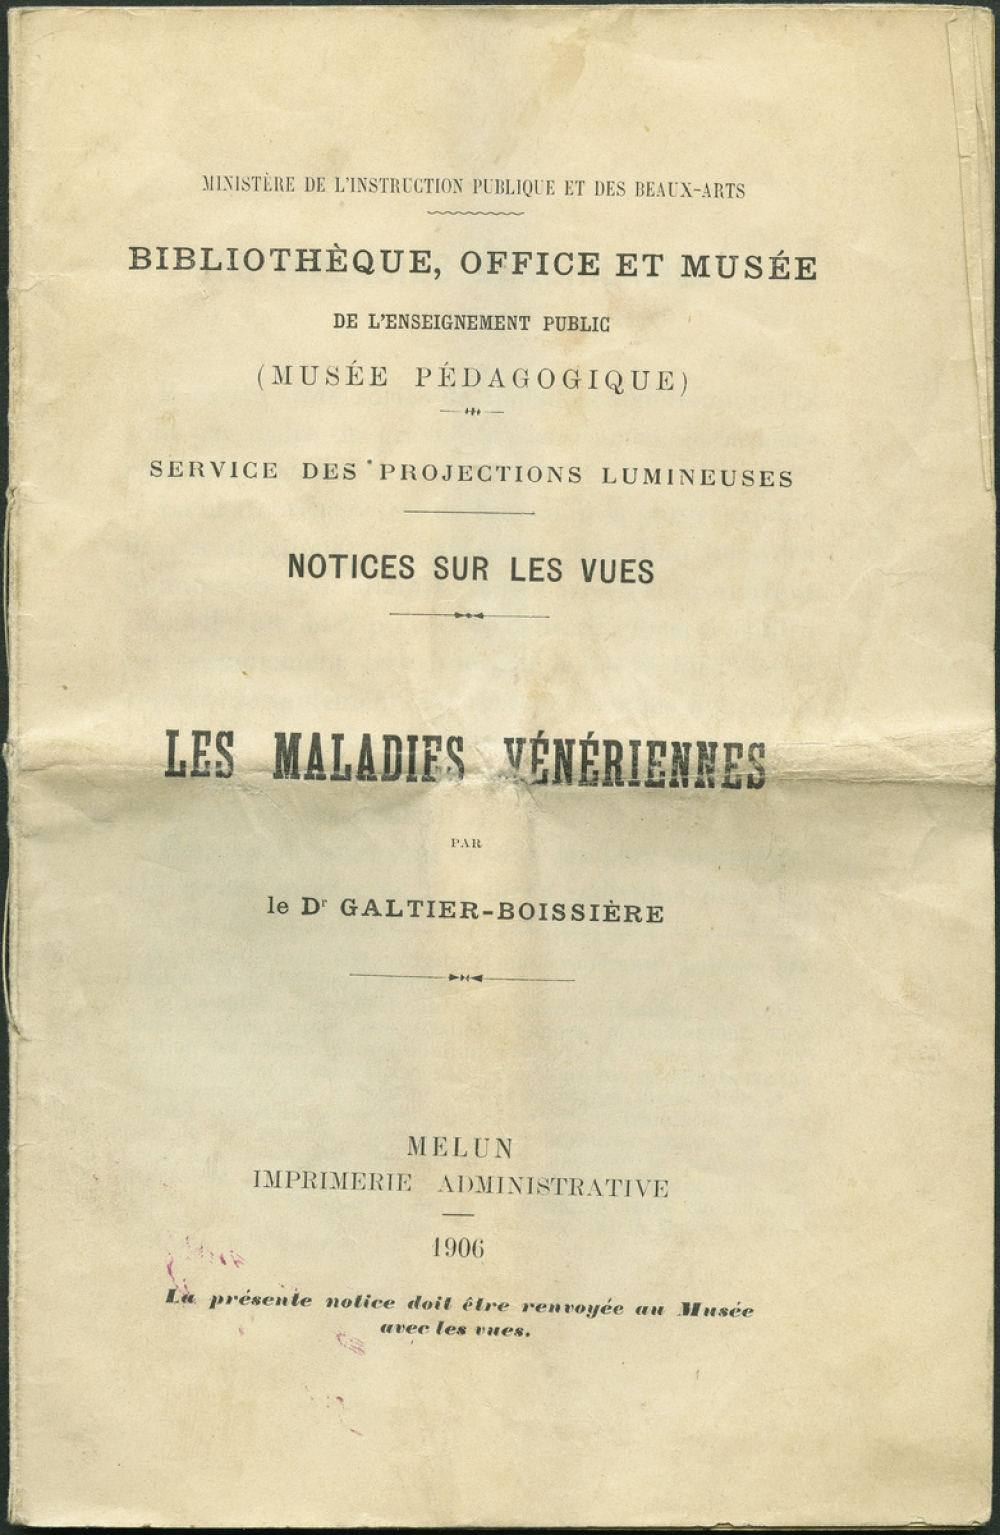 MINISTÈRE DE L'INSTRUCTION PUBLIQUE ET DES BEAUX-ARTS
BIBLIOTHÈQUE, OFFICE ET MUSÉE
DE L'ENSEIGNEMENT PUBLIC
(MUSÉE PÉDAGOGIQUE)
SERVICE DES PROJECTIONS LUMINEUSES
NOTICES SUR LES VUES
LES MALADIES VÉNÉRIENNES
PAR
le Dr GALTIER-BOISSIÈRE
MELUN
IMPRIMERIE ADMINISTRATIVE
1906
La présente notice doit être renvoyée au Musée
avec les vues.